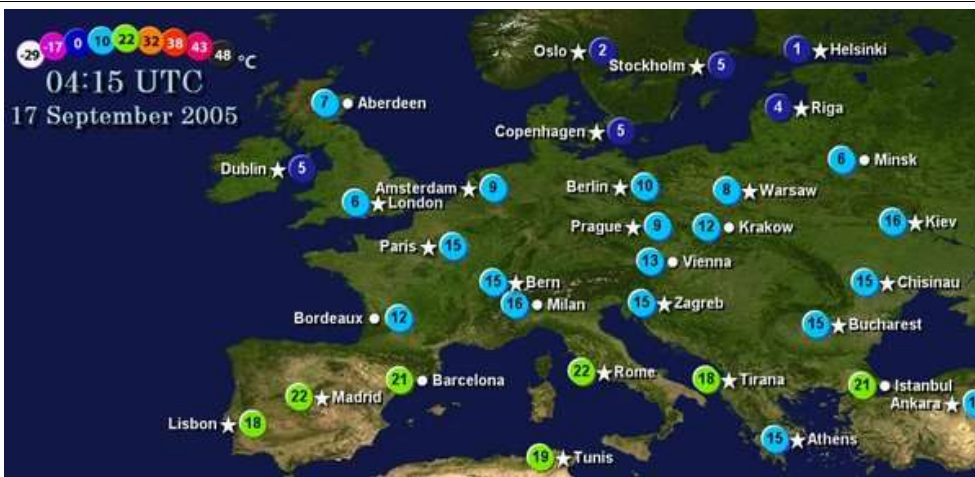 -29 -17 0 10 22 32 38 43 48 °C
04:15 UTC
17 September 2005
Oslo 2
1 Helsinki
Stockholm 5
7 Aberdeen
4 Riga
Copenhagen 5
Dublin 5
6 Minsk
Amsterdam 9
Berlin 10
8 Warsaw
6 London
16 Kiev
Prague 9
12 Krakow
Paris 15
13 Vienna
15 Bern
15 Chisinau
16 Milan
15 Zagreb
Bordeaux 12
15 Bucharest
22 Rome
18 Tirana
21 Barcelona
21 Istanbul
22 Madrid
Ankara
Lisbon 18
15 Athens
19 Tunis